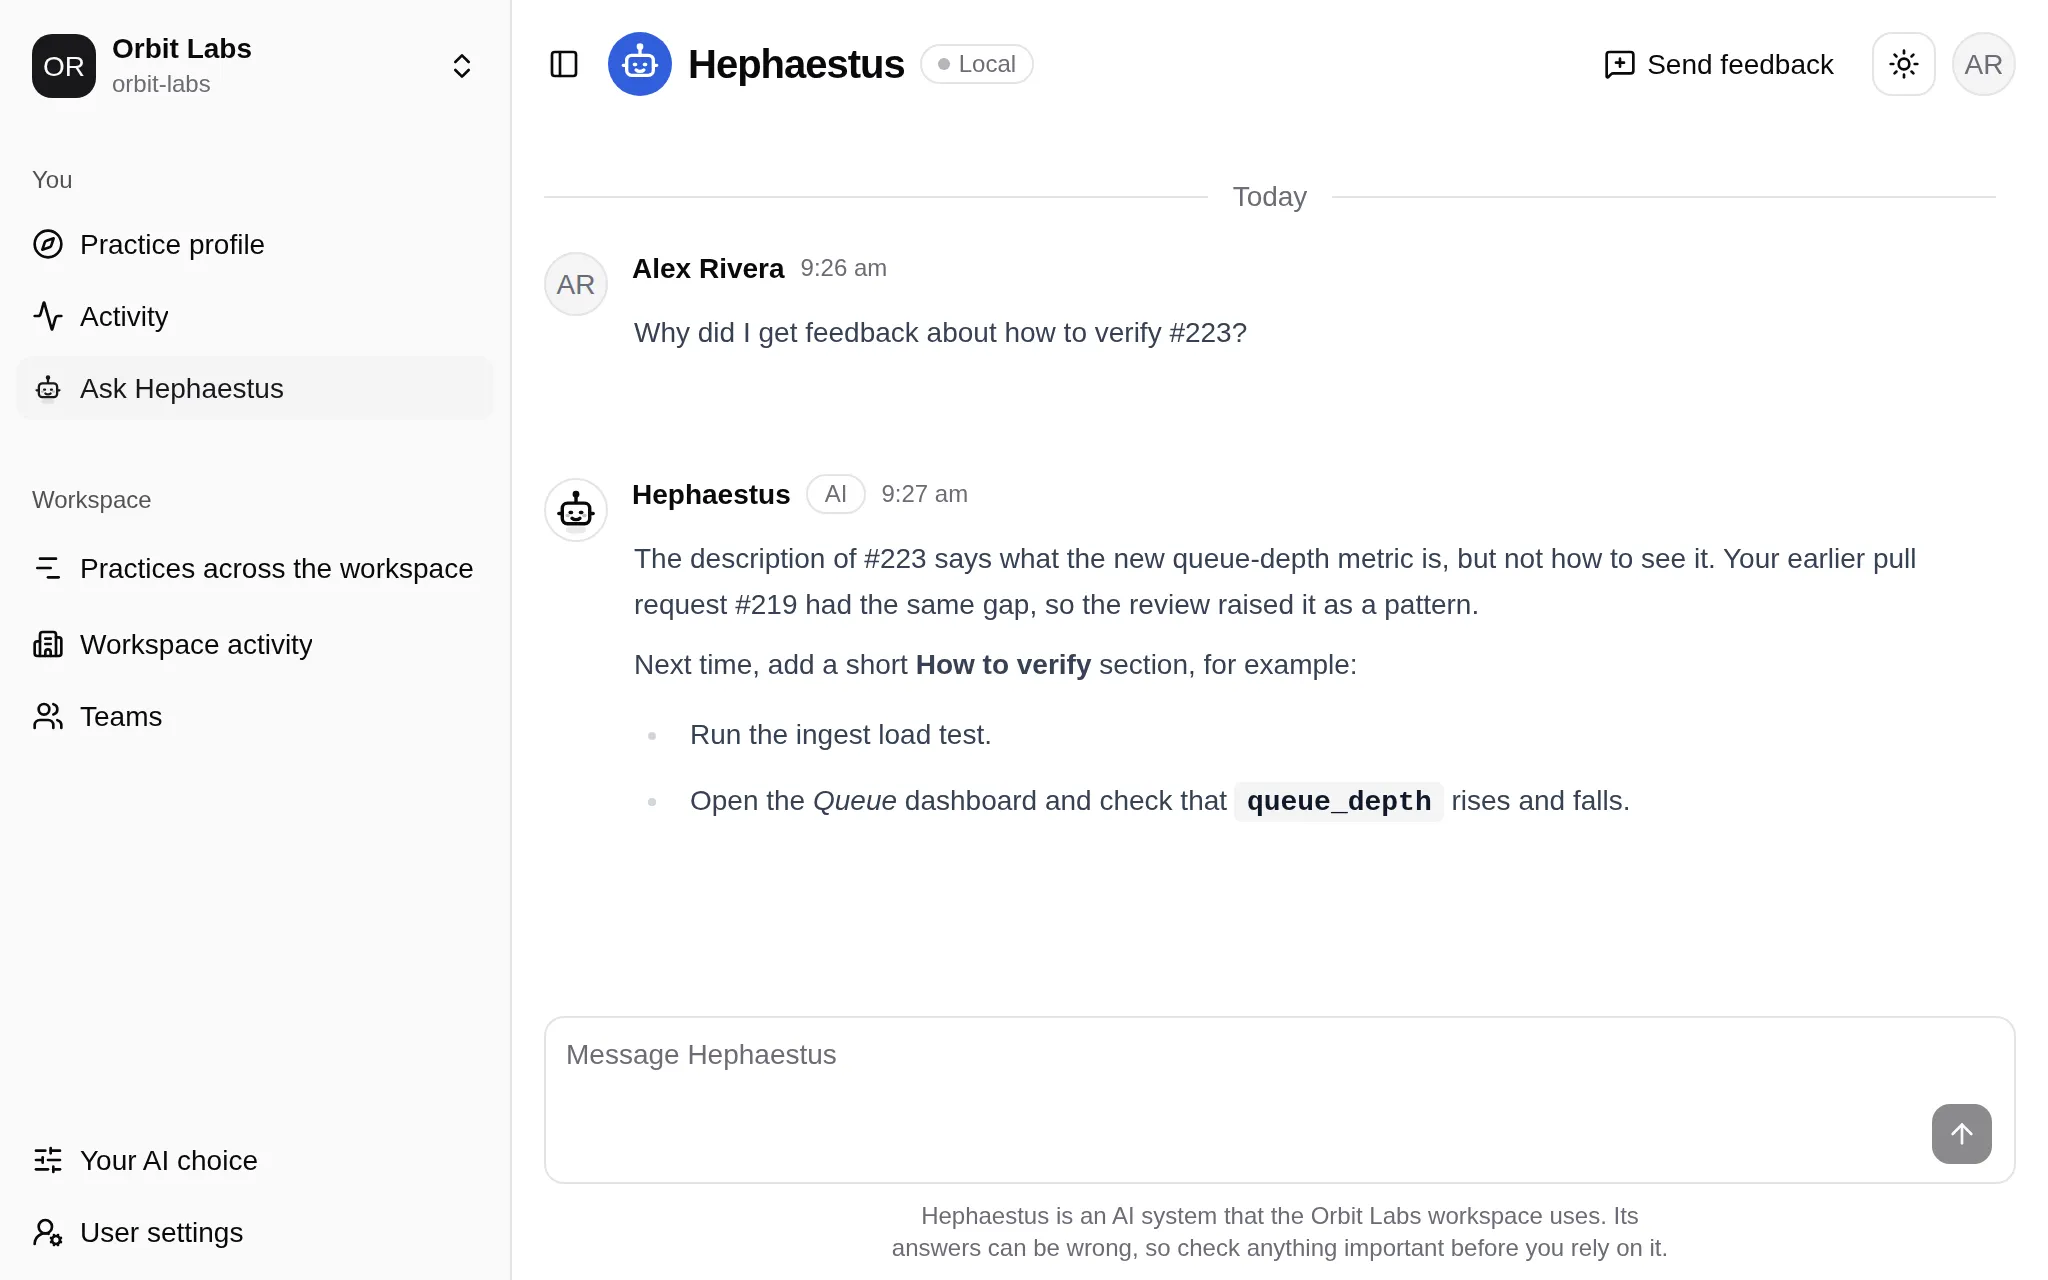 OR
Orbit Labs
orbit-labs
You
Practice profile
Activity
Ask Hephaestus
Workspace
Practices across the workspace
Workspace activity
Teams
Your AI choice
User settings
Hephaestus
Local
Send feedback
AR
Today
AR
Alex Rivera 9:26 am
Why did I get feedback about how to verify #223?
Hephaestus AI 9:27 am
The description of #223 says what the new queue-depth metric is, but not how to see it. Your earlier pull
request #219 had the same gap, so the review raised it as a pattern.
Next time, add a short How to verify section, for example:
Run the ingest load test.
Open the Queue dashboard and check that queue_depth rises and falls.
Message Hephaestus
Hephaestus is an AI system that the Orbit Labs workspace uses. Its
answers can be wrong, so check anything important before you rely on it.